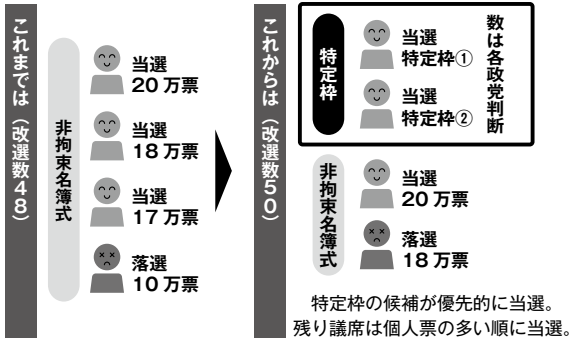 これまでは（改選数４８）
非拘束名簿式
当選
20万票
当選
18万票
当選
17万票
落選
10万票
これからは（改選数５０）
特定枠
当選
特定枠①
当選
特定枠②
数は各政党判断
非拘束名簿式
当選
20万票
落選
18万票
特定枠の候補が優先的に当選。
残り議席は個人票の多い順に当選。